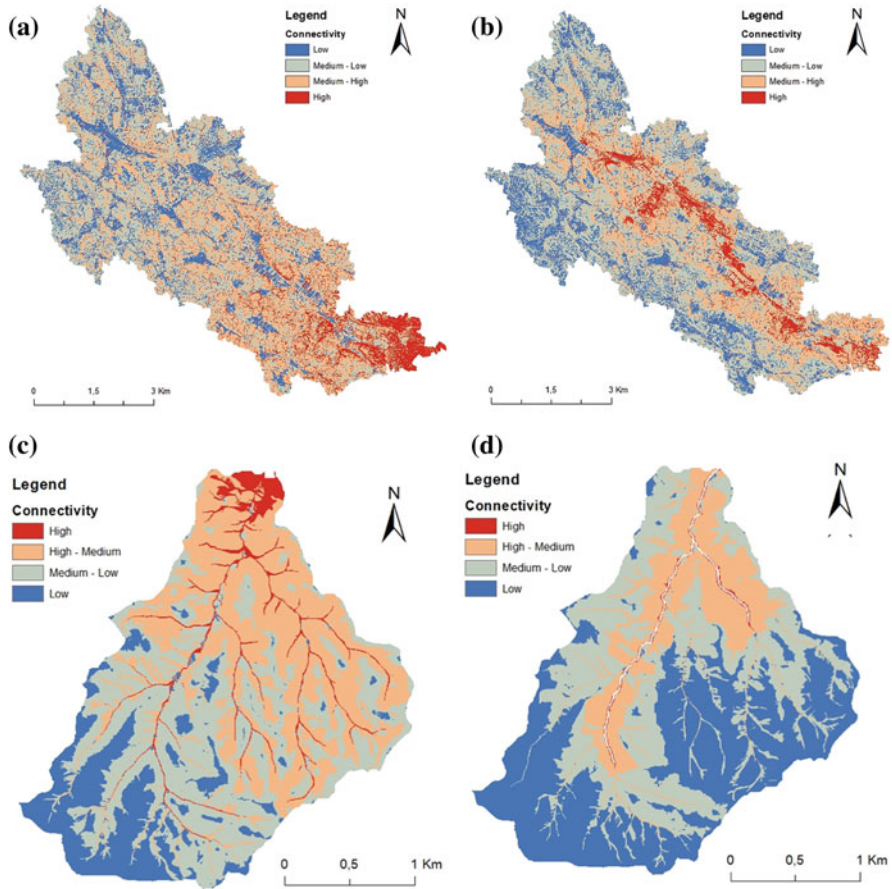 (a)
Legend
Connectivity
Low
Medium - Low
Medium - High
High
N
0 1,5 3 Km
(b)
Legend
Connectivity
Low
Medium - Low
Medium - High
High
N
0 1,5 3 Km
(c)
Legend
Connectivity
High
High - Medium
Medium - Low
Low
N
0 0,5 1 Km
(d)
Legend
Connectivity
High
High - Medium
Medium - Low
Low
N
0 0,5 1 Km